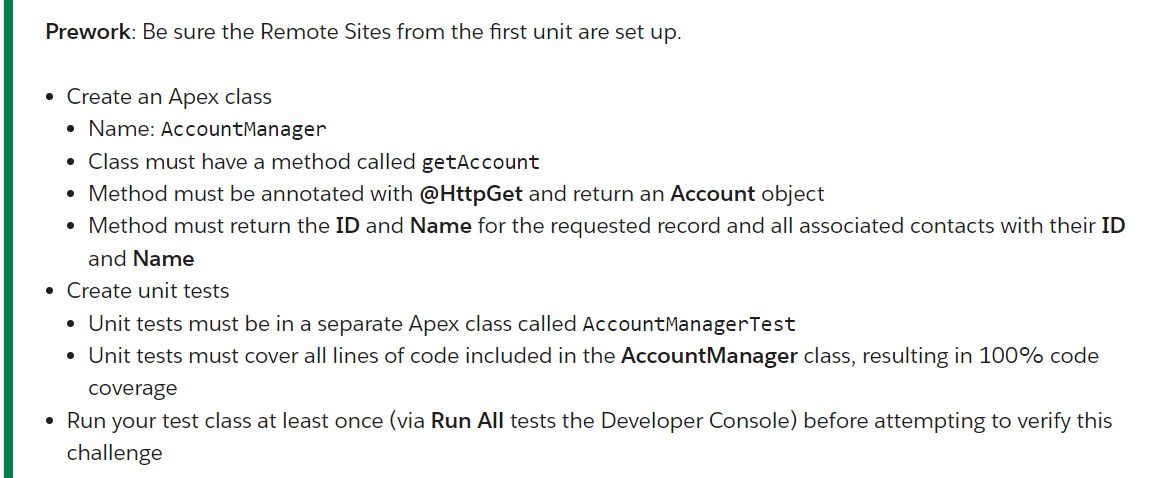 Prework: Be sure the Remote Sites from the first unit are set up.
• Create an Apex class
• Name: AccountManager
• Class must have a method called getAccount
• Method must be annotated with @HttpGet and return an Account object
• Method must return the ID and Name for the requested record and all associated contacts with their ID
and Name
• Create unit tests
• Unit tests must be in a separate Apex class called AccountManagerTest
• Unit tests must cover all lines of code included in the AccountManager class, resulting in 100% code
coverage
• Run your test class at least once (via Run All tests the Developer Console) before attempting to verify this
challenge